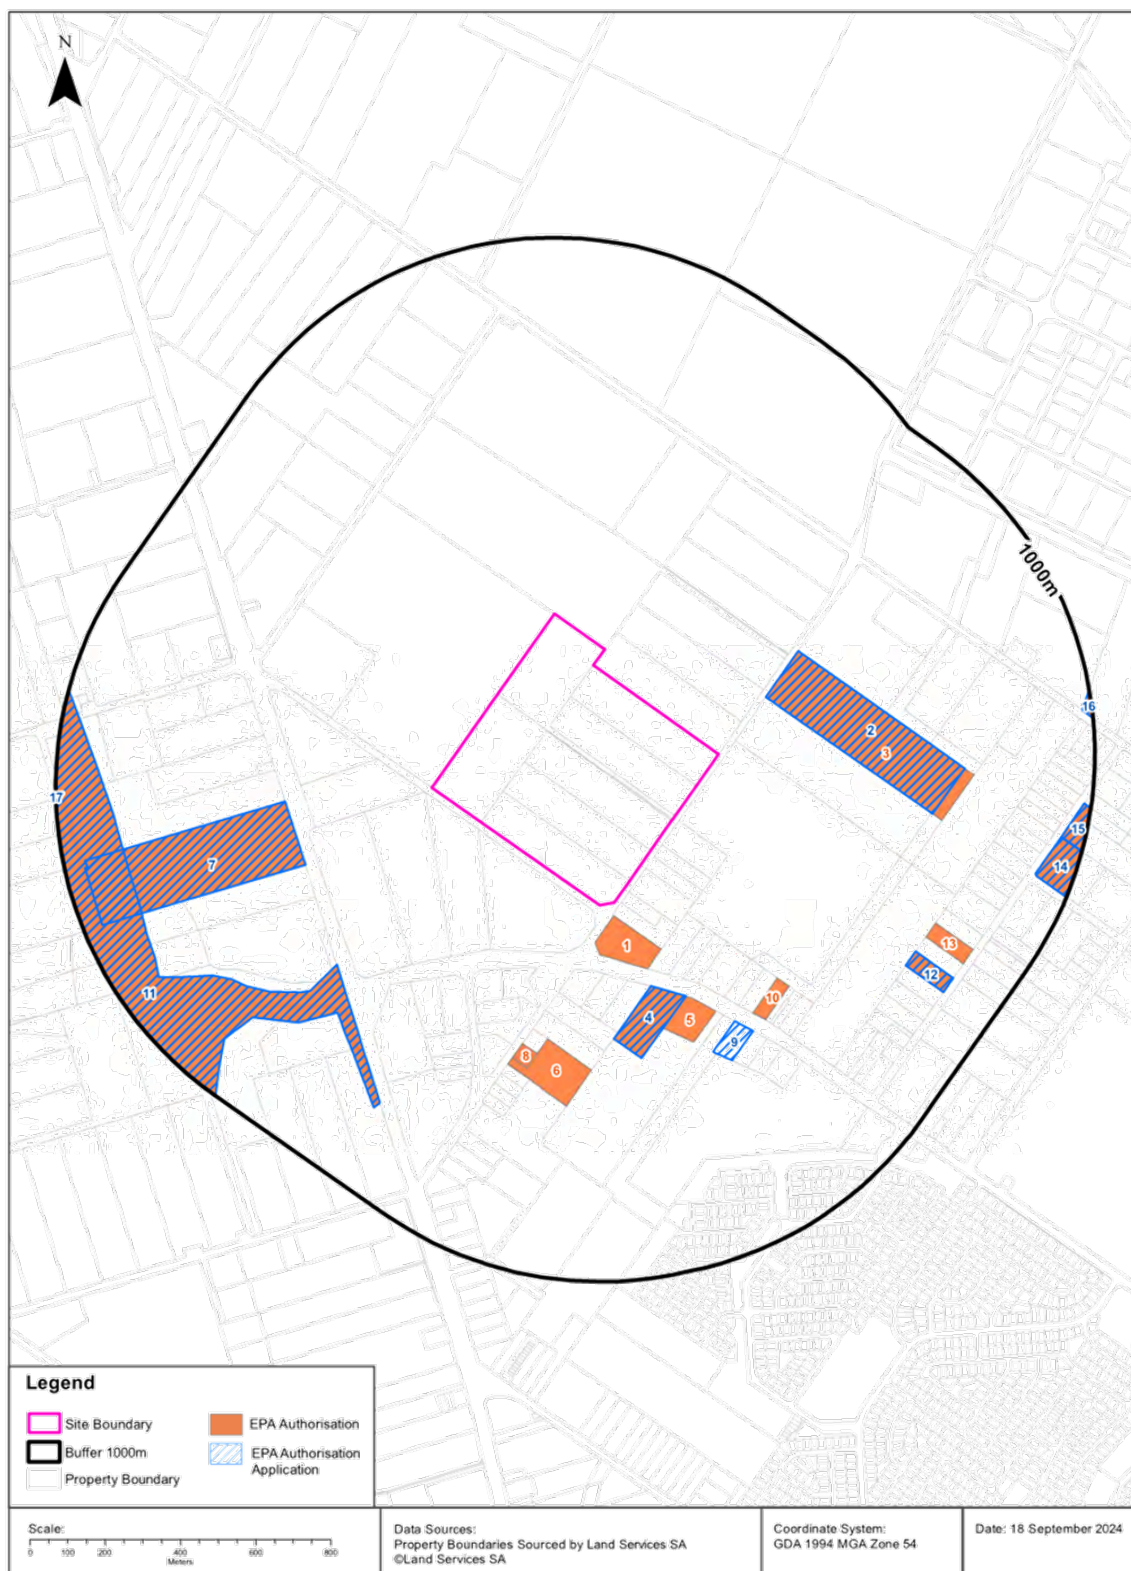 N
1000m
16
2
3
17
15
7
14
1
13
12
11
10
4
5
9
8
6
Legend
Site Boundary
Buffer 1000m
Property Boundary
EPA Authorisation
EPA Authorisation
Application
Scale:
0 100 200 400 600 800
Meters
Data Sources:
Property Boundaries Sourced by Land Services SA
©Land Services SA
Coordinate System:
GDA 1994 MGA Zone 54
Date: 18 September 2024